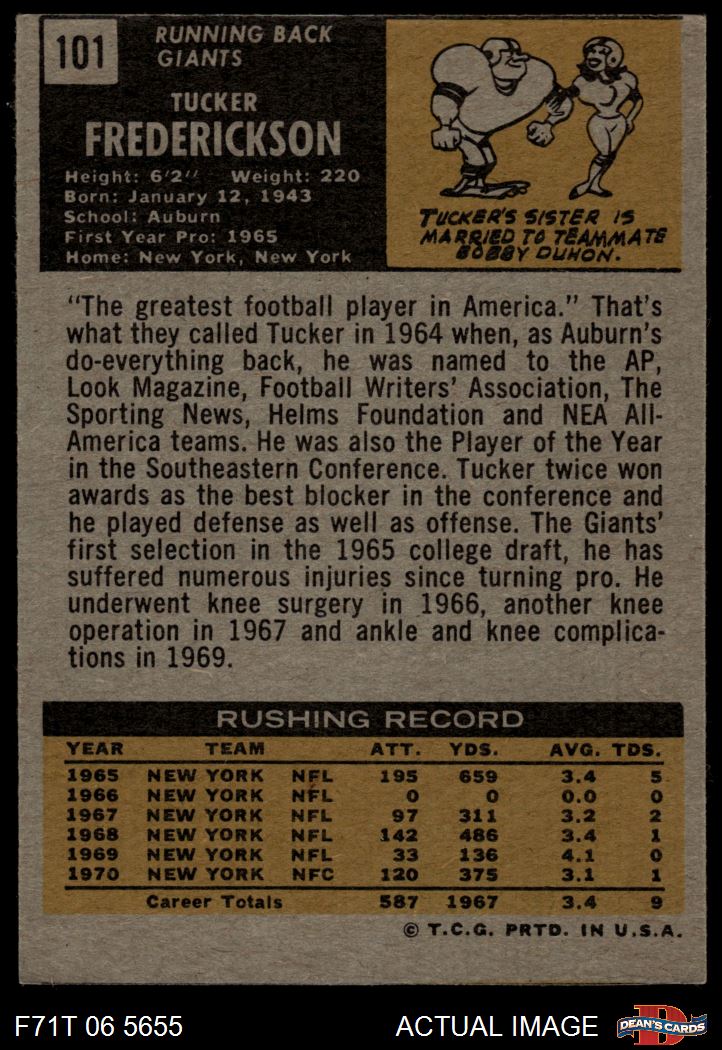 101
RUNNING BACK
GIANTS
TUCKER
FREDERICKSON
Height: 6'2" Weight: 220
Born: January 12, 1943
School: Auburn
First Year Pro: 1965
Home: New York, New York
TUCKER'S SISTER IS
MARRIED TO TEAMMATE
BOBBY DUHON.
"The greatest football player in America." That's
what they called Tucker in 1964 when, as Auburn's
do-everything back, he was named to the AP,
Look Magazine, Football Writers' Association, The
Sporting News, Helms Foundation and NEA All-
America teams. He was also the Player of the Year
in the Southeastern Conference. Tucker twice won
awards as the best blocker in the conference and
he played defense as well as offense. The Giants'
first selection in the 1965 college draft, he has
suffered numerous injuries since turning pro. He
underwent knee surgery in 1966, another knee
operation in 1967 and ankle and knee complica-
tions in 1969.
RUSHING RECORD
YEAR TEAM ATT. YDS. AVG. TDS.
1965 NEW YORK NFL 195 659 3.4 5
1966 NEW YORK NFL 0 0 0.0 0
1967 NEW YORK NFL 97 311 3.2 2
1968 NEW YORK NFL 142 486 3.4 1
1969 NEW YORK NFL 33 136 4.1 0
1970 NEW YORK NFC 120 375 3.1 1
Career Totals 587 1967 3.4 9
© T.C.G. PRTD. IN U.S.A.
F71T 06 5655 ACTUAL IMAGE DEAN'S CARDS